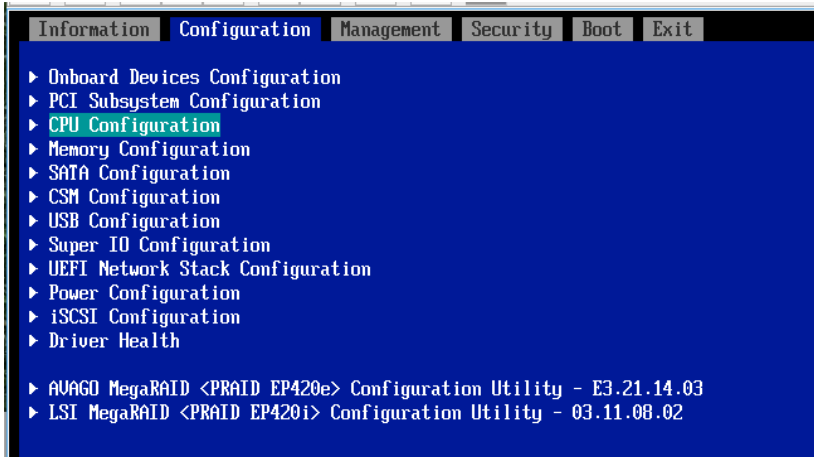 Information Configuration Management Security Boot Exit
Onboard Devices Configuration
PCI Subsystem Configuration
CPU Configuration
Memory Configuration
SATA Configuration
CSM Configuration
USB Configuration
Super IO Configuration
UEFI Network Stack Configuration
Power Configuration
iSCSI Configuration
Driver Health
AVAGO MegaRAID <PRAID EP420e> Configuration Utility - E3.21.14.03
LSI MegaRAID <PRAID EP420i> Configuration Utility - 03.11.08.02